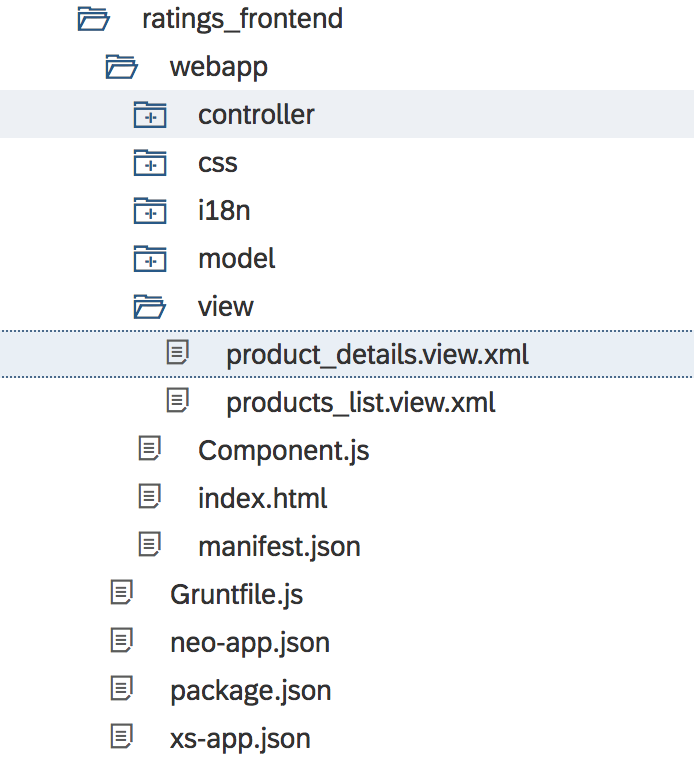 ratings_frontend
webapp
controller
css
i18n
model
view
product_details.view.xml
products_list.view.xml
Component.js
index.html
manifest.json
Gruntfile.js
neo-app.json
package.json
xs-app.json